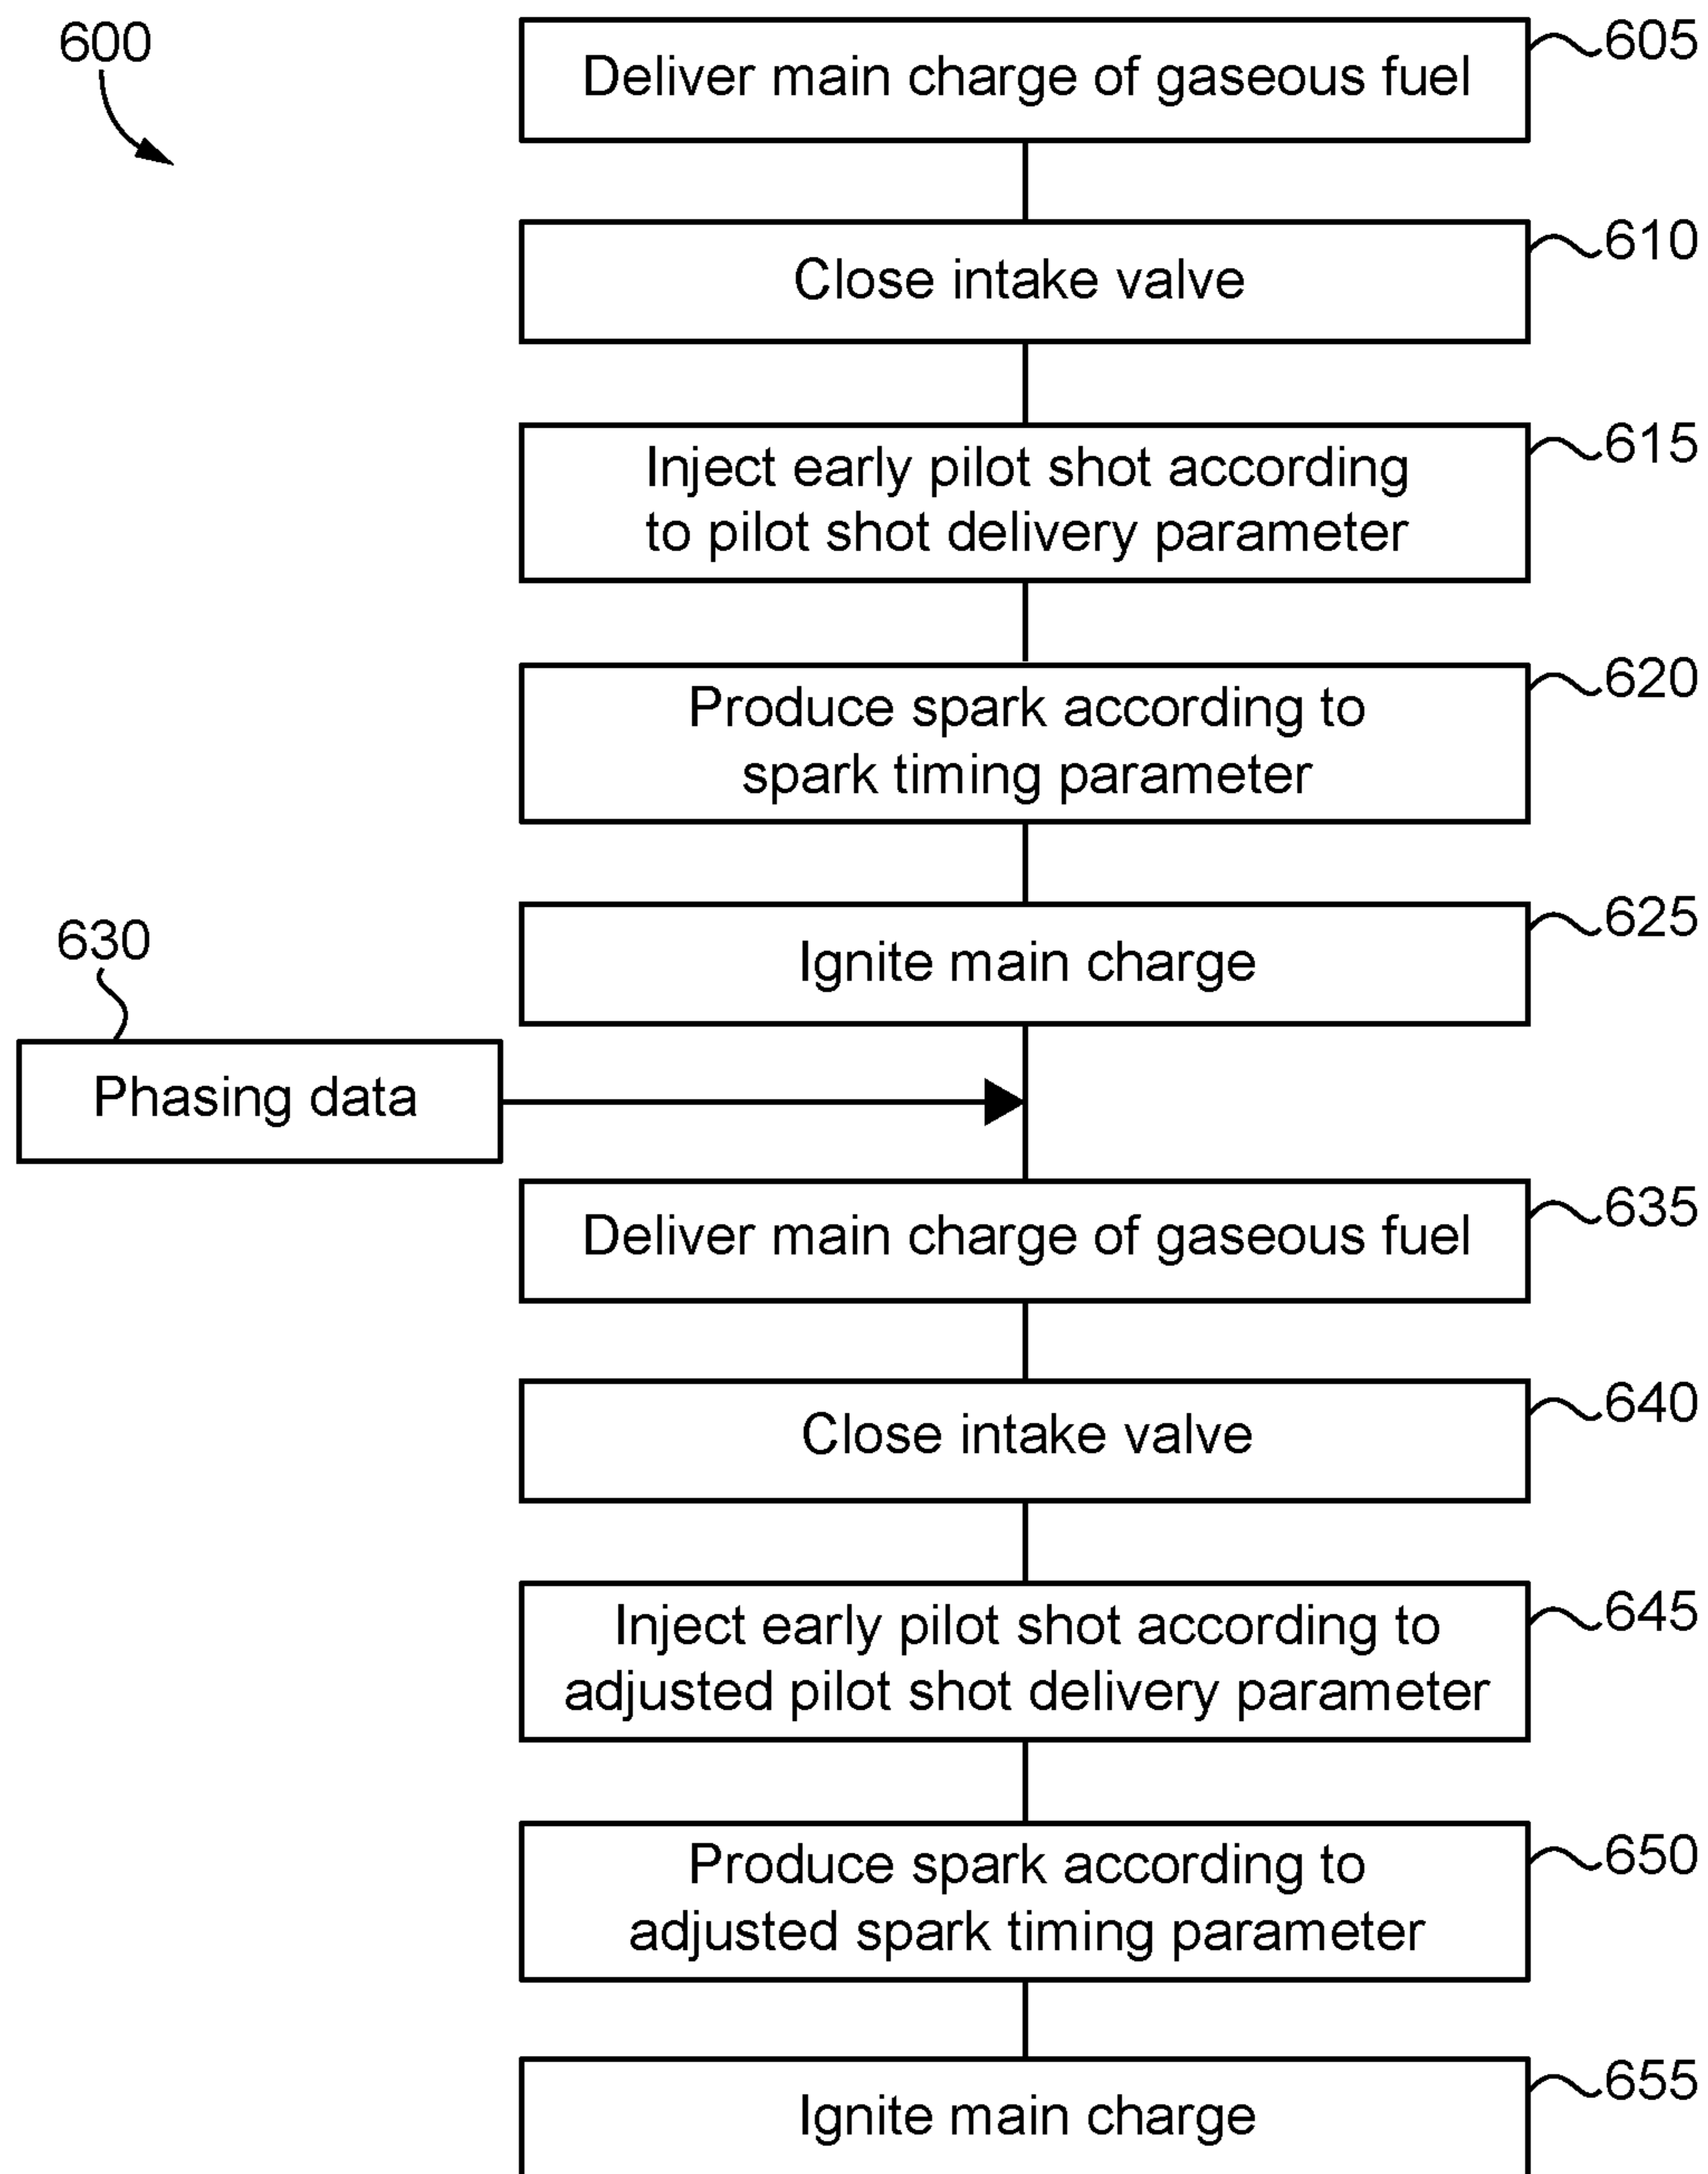 600
Deliver main charge of gaseous fuel
605
Close intake valve
610
Inject early pilot shot according
to pilot shot delivery parameter
615
Produce spark according to
spark timing parameter
620
Ignite main charge
625
630
Phasing data
Deliver main charge of gaseous fuel
635
Close intake valve
640
Inject early pilot shot according to
adjusted pilot shot delivery parameter
645
Produce spark according to
adjusted spark timing parameter
650
Ignite main charge
655